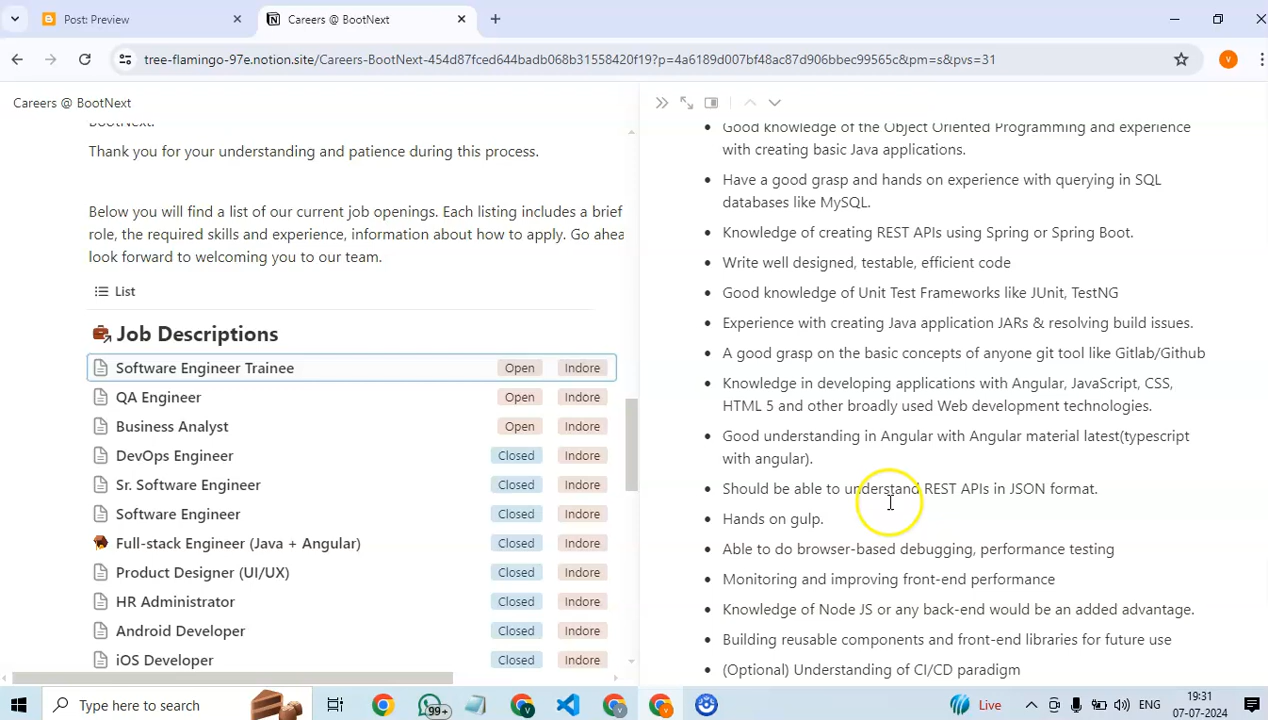 Post: Preview
Careers @ BootNext
tree-flamingo-97e.notion.site/Careers-BootNext-454d87fced644badb068b31558420f19?p=4a6189d007bf48ac87d906bbec99565c&pm=s&pvs=31
V
Careers @ BootNext
BootNext.
Thank you for your understanding and patience during this process.
Below you will find a list of our current job openings. Each listing includes a brief
role, the required skills and experience, information about how to apply. Go ahea
look forward to welcoming you to our team.
List
Job Descriptions
Software Engineer Trainee Open Indore
QA Engineer Open Indore
Business Analyst Open Indore
DevOps Engineer Closed Indore
Sr. Software Engineer Closed Indore
Software Engineer Closed Indore
Full-stack Engineer (Java + Angular) Closed Indore
Product Designer (UI/UX) Closed Indore
HR Administrator Closed Indore
Android Developer Closed Indore
iOS Developer Closed Indore
• Good knowledge of the Object Oriented Programming and experience
with creating basic Java applications.
• Have a good grasp and hands on experience with querying in SQL
databases like MySQL.
• Knowledge of creating REST APIs using Spring or Spring Boot.
• Write well designed, testable, efficient code
• Good knowledge of Unit Test Frameworks like JUnit, TestNG
• Experience with creating Java application JARs & resolving build issues.
• A good grasp on the basic concepts of anyone git tool like Gitlab/Github
• Knowledge in developing applications with Angular, JavaScript, CSS,
HTML 5 and other broadly used Web development technologies.
• Good understanding in Angular with Angular material latest(typescript
with angular).
• Should be able to understand REST APIs in JSON format.
• Hands on gulp.
• Able to do browser-based debugging, performance testing
• Monitoring and improving front-end performance
• Knowledge of Node JS or any back-end would be an added advantage.
• Building reusable components and front-end libraries for future use
• (Optional) Understanding of CI/CD paradigm
Type here to search
99+
Live
ENG
19:31
07-07-2024